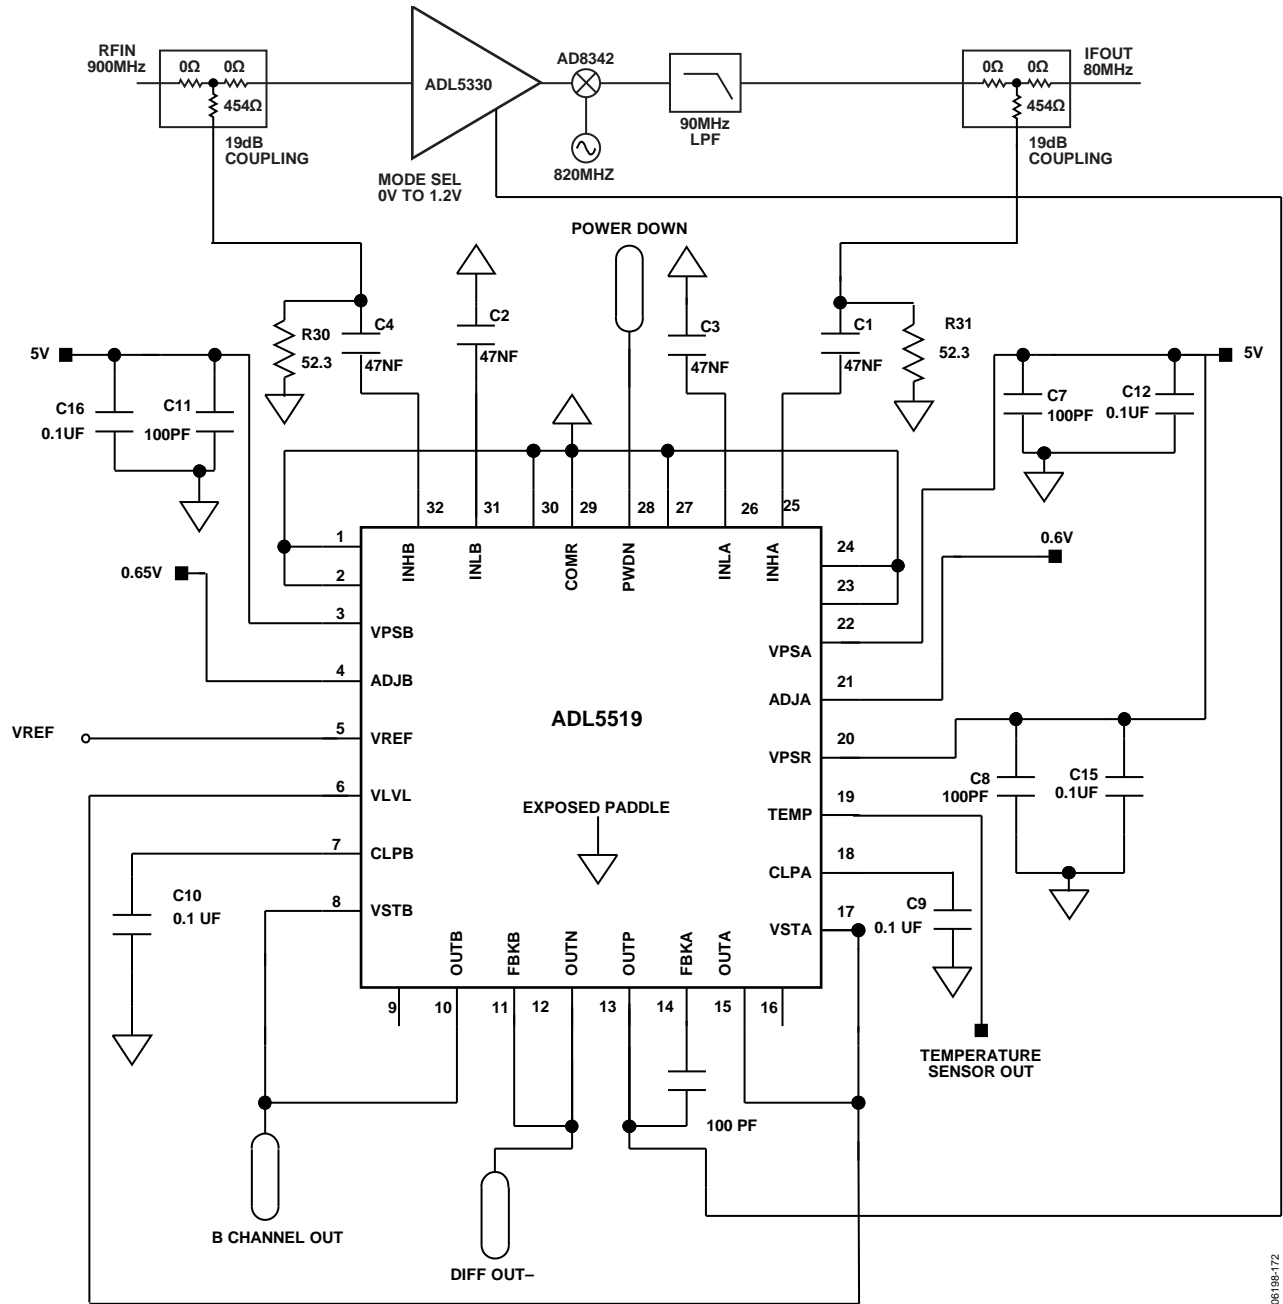 RFIN
900MHz
0Ω 0Ω
454Ω
19dB
COUPLING
ADL5330
MODE SEL
0V TO 1.2V
AD8342
820MHZ
90MHz
LPF
0Ω 0Ω
454Ω
19dB
COUPLING
IFOUT
80MHz
POWER DOWN
R30
52.3
C4
47NF
C2
47NF
C3
47NF
C1
47NF
R31
52.3
5V
C16
0.1UF
C11
100PF
C7
100PF
C12
0.1UF
5V
32 31 30 29 28 27 26 25
INHB INLB COMR PWDN INLA INHA
0.65V
0.6V
1
2
3 VPSB
4 ADJB
VREF
5 VREF
6 VLVL
7 CLPB
8 VSTB
24
23
22
VPSA
21
ADJA
20
VPSR
19
TEMP
18
CLPA
17
VSTA
ADL5519
EXPOSED PADDLE
C8
100PF
C15
0.1UF
C10
0.1 UF
C9
0.1 UF
OUTB FBKB OUTN OUTP FBKA OUTA
9 10 11 12 13 14 15 16
TEMPERATURE
SENSOR OUT
100 PF
B CHANNEL OUT
DIFF OUT–
06198-172